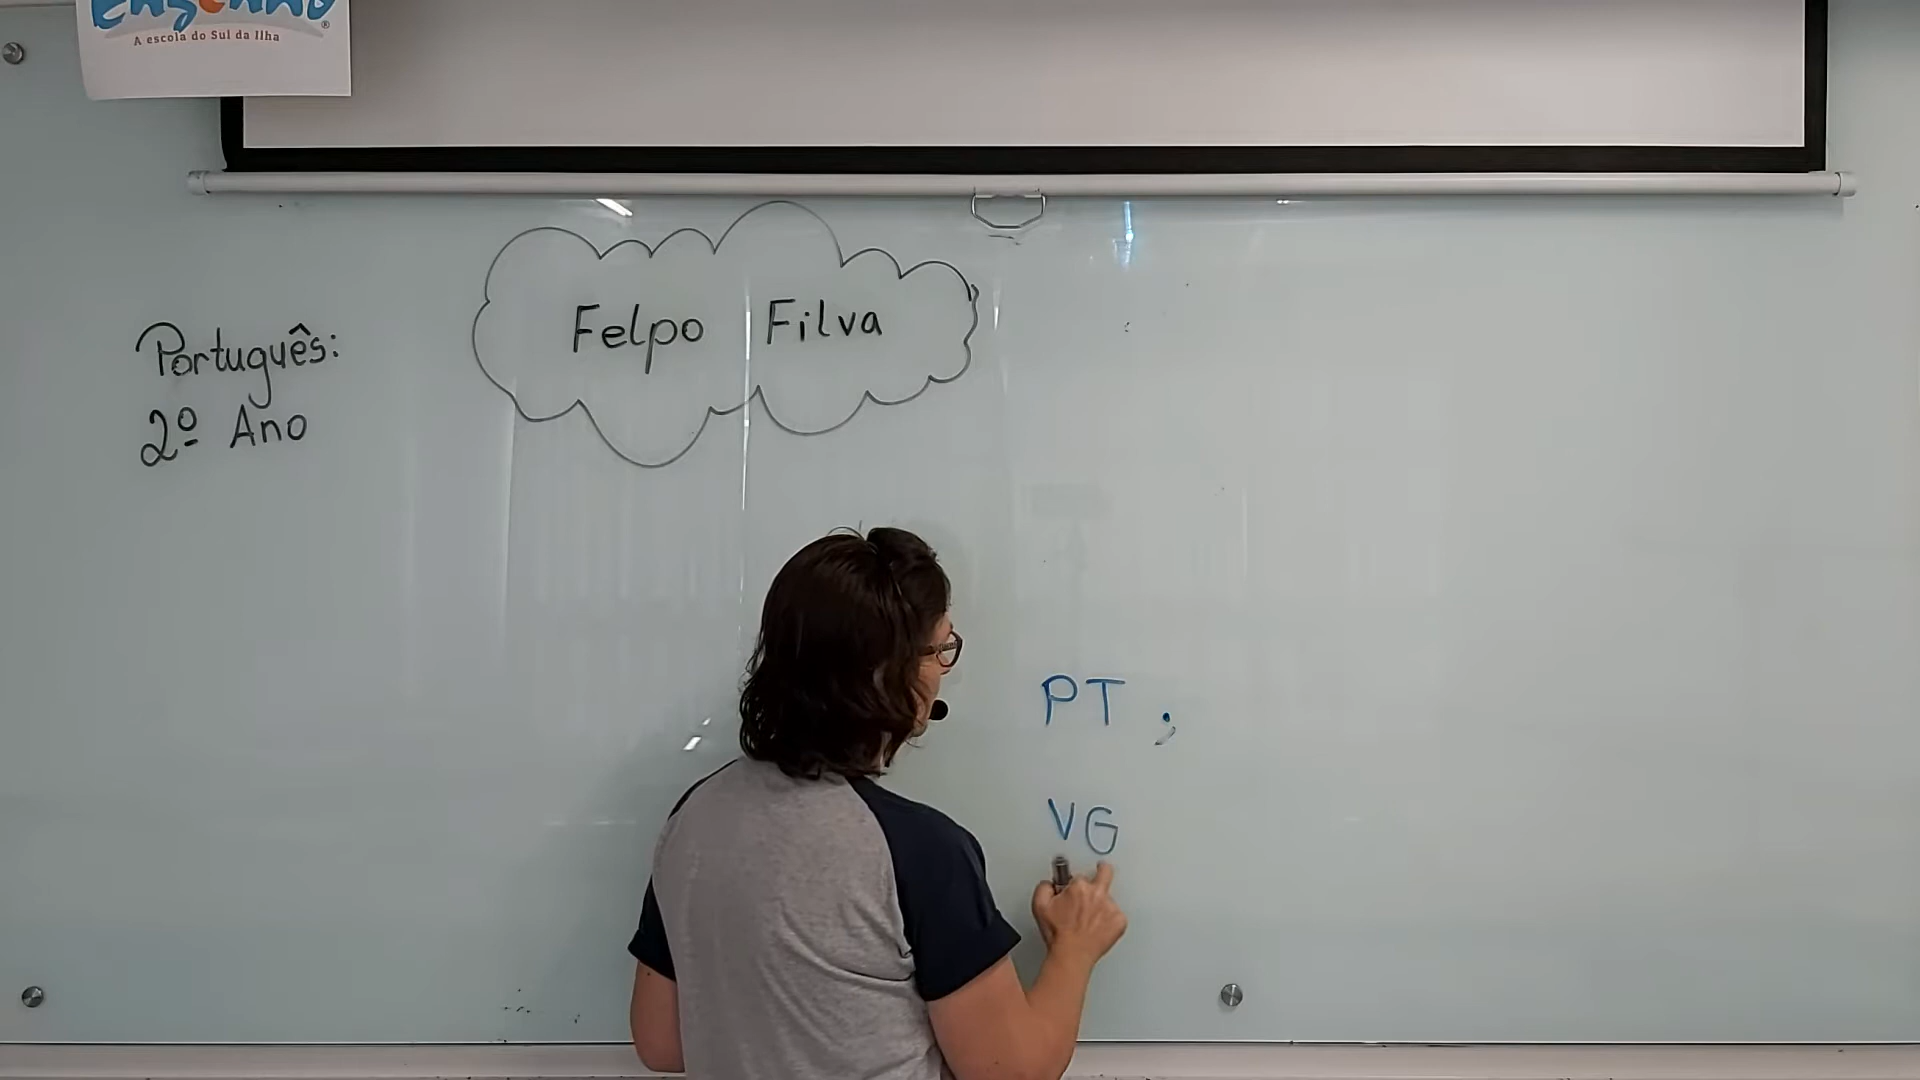 A escola do Sul da Ilha
Felpo Filva
Português:
2º Ano
PT ;
VG